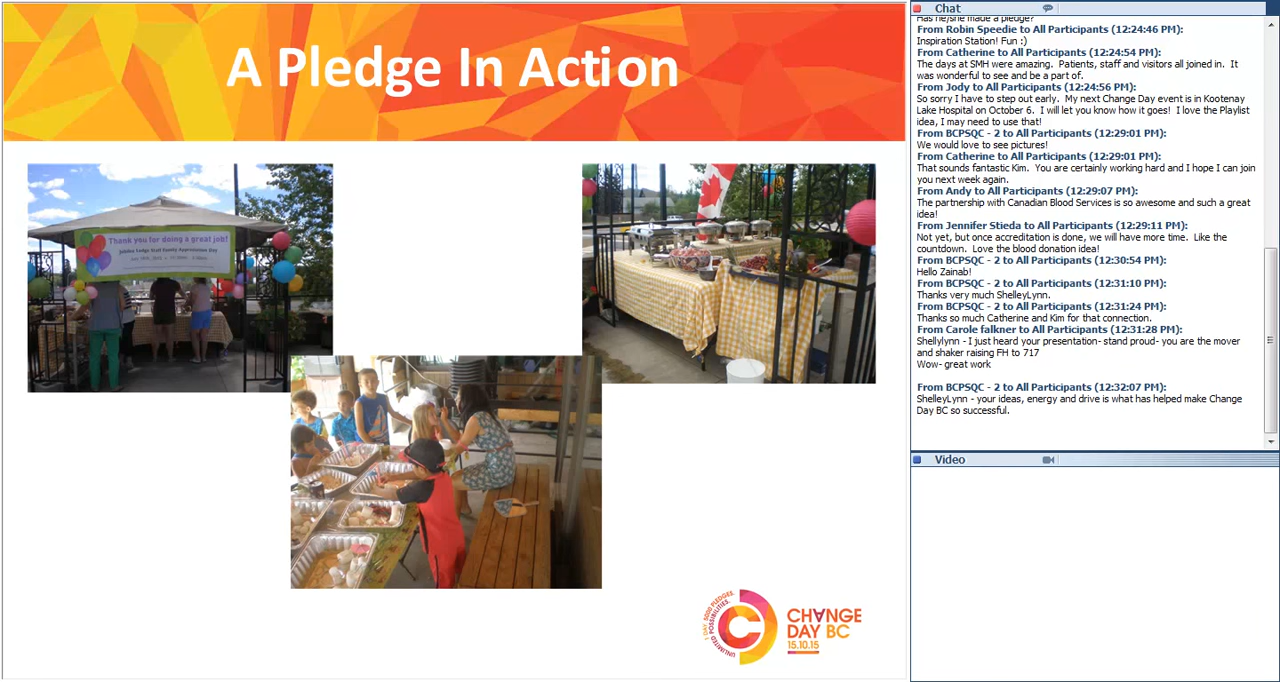 A Pledge In Action
Thank you for doing a great job!
Jubilee Lodge Staff Family Appreciation Day
1 DAY. 5000 PLEDGES.
UNLIMITED POSSIBILITIES.
CHANGE
DAY BC
15.10.15
Chat
Has he/she made a pledge?
From Robin Speedie to All Participants (12:24:46 PM):
Inspiration Station! Fun :)
From Catherine to All Participants (12:24:54 PM):
The days at SMH were amazing. Patients, staff and visitors all joined in. It
was wonderful to see and be a part of.
From Jody to All Participants (12:24:56 PM):
So sorry I have to step out early. My next Change Day event is in Kootenay
Lake Hospital on October 6. I will let you know how it goes! I love the Playlist
idea, I may need to use that!
From BCPSQC - 2 to All Participants (12:29:01 PM):
We would love to see pictures!
From Catherine to All Participants (12:29:01 PM):
That sounds fantastic Kim. You are certainly working hard and I hope I can join
you next week again.
From Andy to All Participants (12:29:07 PM):
The partnership with Canadian Blood Services is so awesome and such a great
idea!
From Jennifer Stieda to All Participants (12:29:11 PM):
Not yet, but once accreditation is done, we will have more time. Like the
countdown. Love the blood donation idea!
From BCPSQC - 2 to All Participants (12:30:54 PM):
Hello Zainab!
From BCPSQC - 2 to All Participants (12:31:10 PM):
Thanks very much ShelleyLynn.
From BCPSQC - 2 to All Participants (12:31:24 PM):
Thanks so much Catherine and Kim for that connection.
From Carole falkner to All Participants (12:31:28 PM):
Shellylynn - I just heard your presentation- stand proud- you are the mover
and shaker raising FH to 717
Wow- great work
From BCPSQC - 2 to All Participants (12:32:07 PM):
ShelleyLynn - your ideas, energy and drive is what has helped make Change
Day BC so successful.
Video